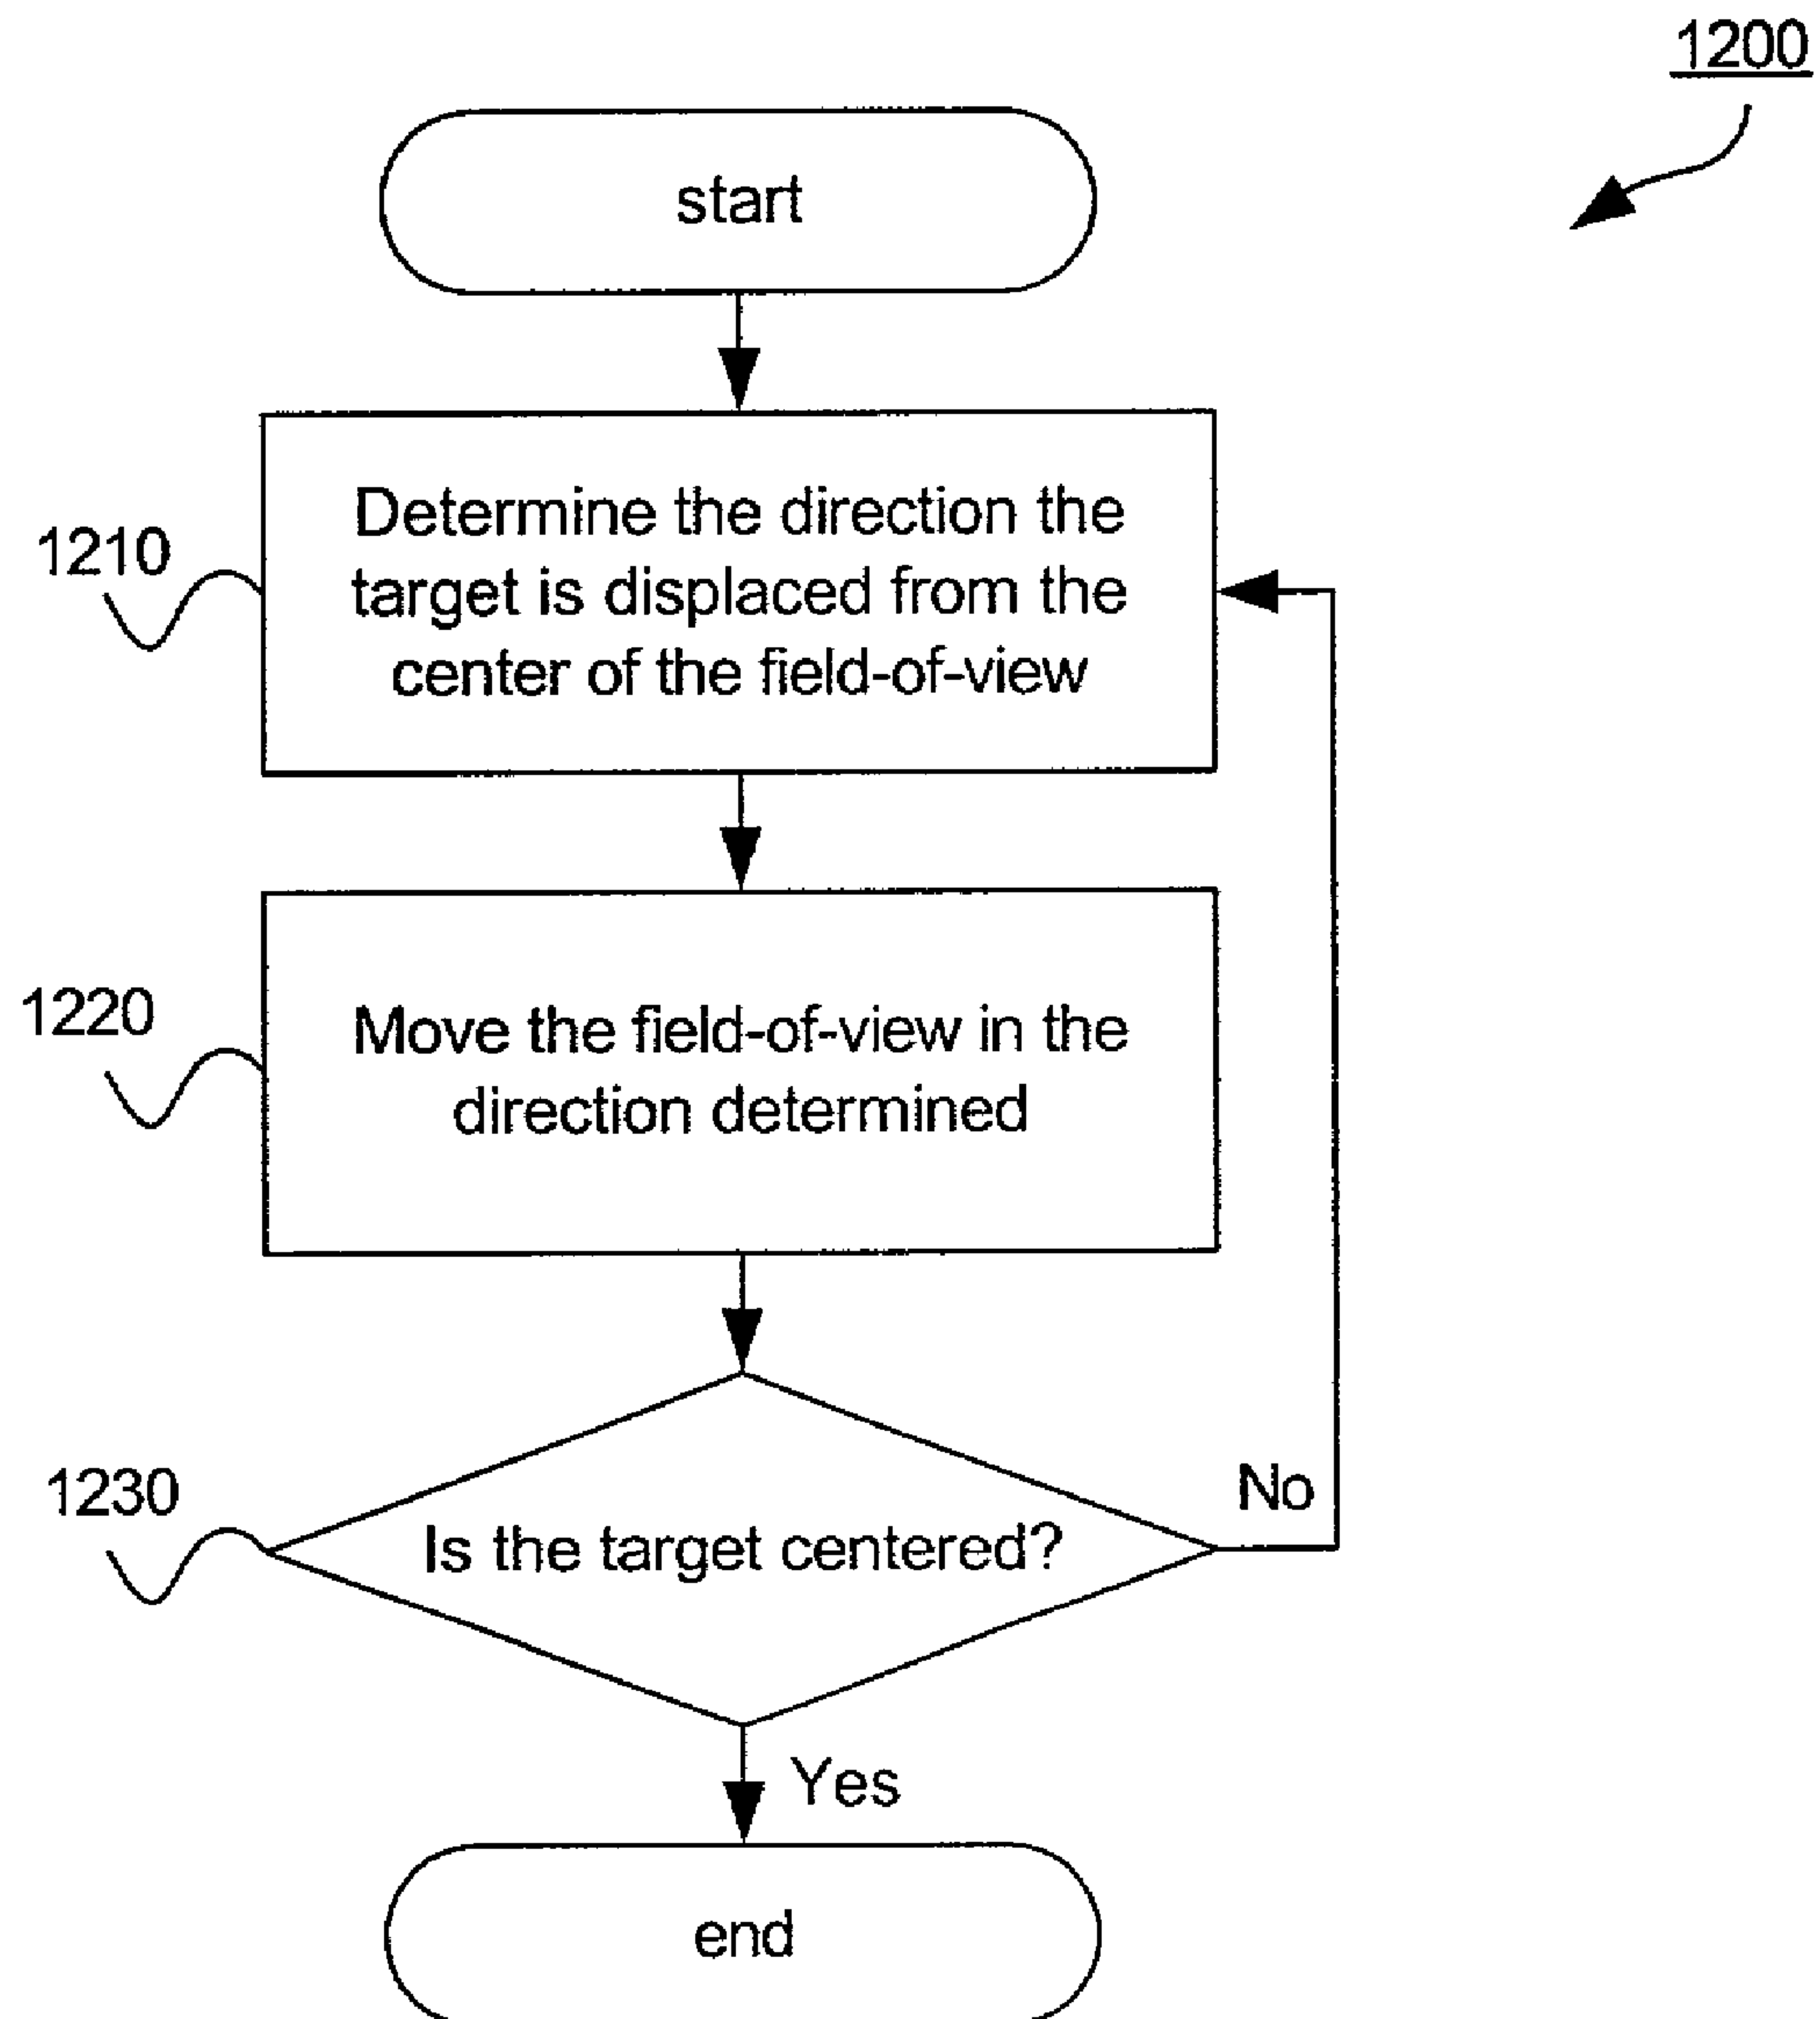 1200
start
1210
Determine the direction the
target is displaced from the
center of the field-of-view
1220
Move the field-of-view in the
direction determined
1230
Is the target centered?
No
Yes
end